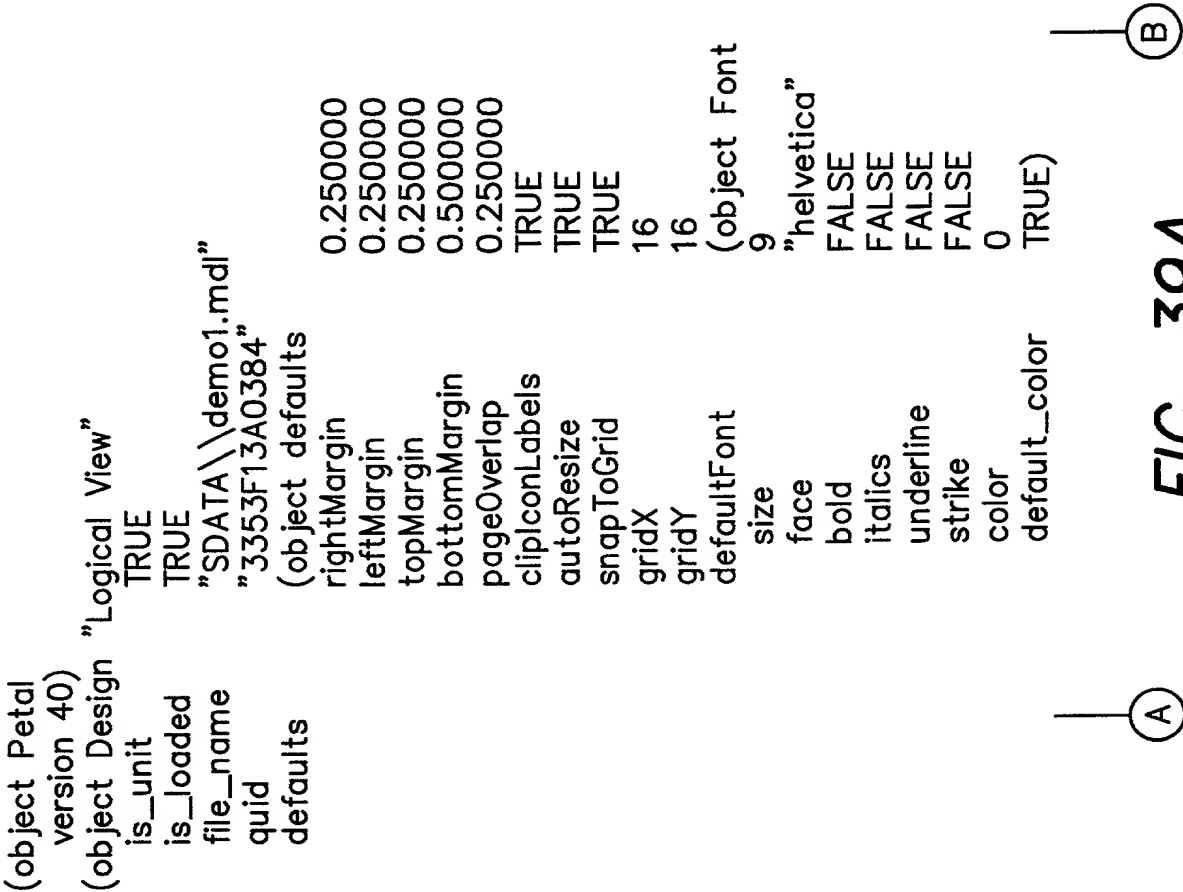 (object Petal
version 40)
(object Design "Logical View"
is_unit TRUE
is_loaded TRUE
file_name "SDATA\\demo1.mdl"
quid "3353F13A0384"
defaults (object defaults
rightMargin 0.250000
leftMargin 0.250000
topMargin 0.250000
bottomMargin 0.500000
pageOverlap 0.250000
clipIconLabels TRUE
autoResize TRUE
snapToGrid TRUE
gridX 16
gridY 16
defaultFont (object Font
size 9
face "helvetica"
bold FALSE
italics FALSE
underline FALSE
strike FALSE
color 0
default_color TRUE)
A B
FIG. 39A